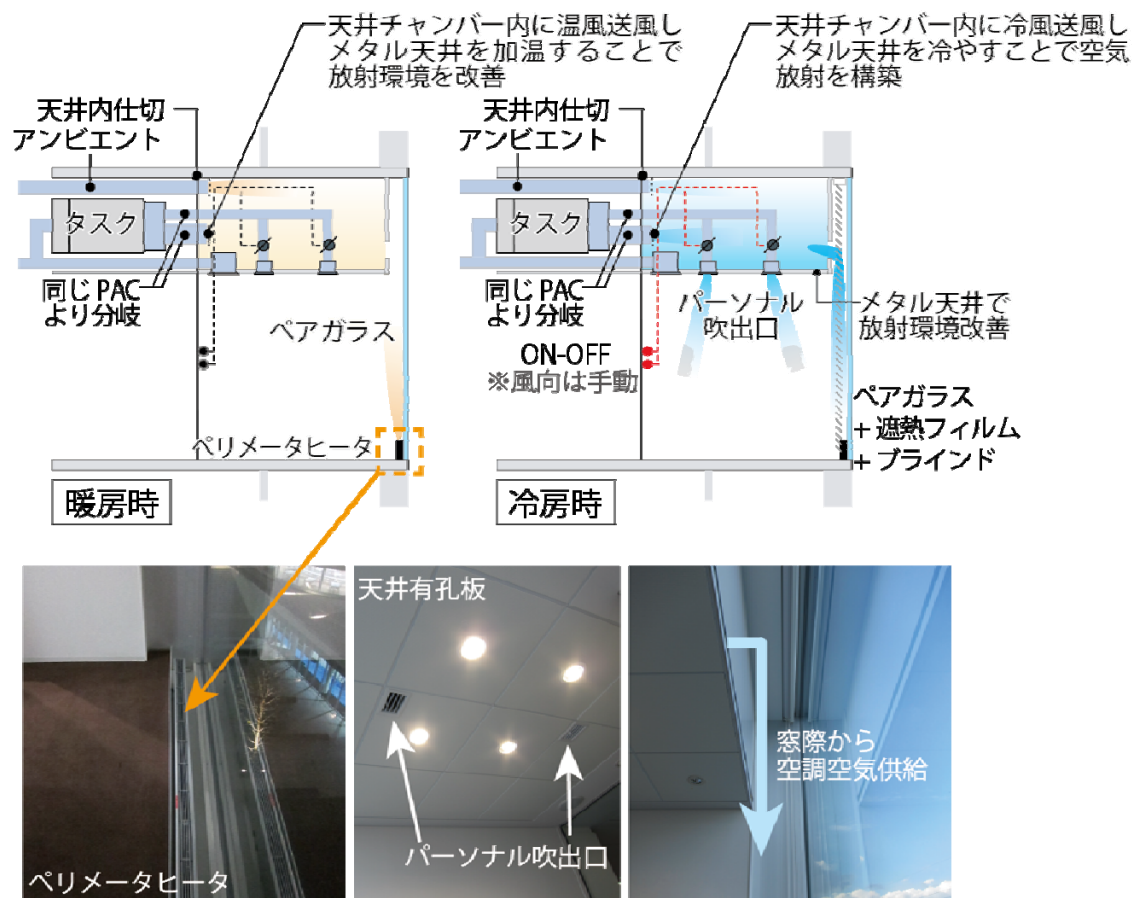 天井チャンバー内に温風送風し
メタル天井を加温することで
放射環境を改善
天井内仕切
アンビエント
タスク
同じ PAC
より分岐
ペアガラス
ペリメータヒータ
暖房時
天井チャンバー内に冷風送風し
メタル天井を冷やすことで空気
放射を構築
天井内仕切
アンビエント
タスク
同じ PAC
より分岐
パーソナル
吹出口
メタル天井で
放射環境改善
ON-OFF
※風向は手動
ペアガラス
+ 遮熱フィルム
+ ブラインド
冷房時
ペリメータヒータ
天井有孔板
パーソナル吹出口
窓際から
空調空気供給